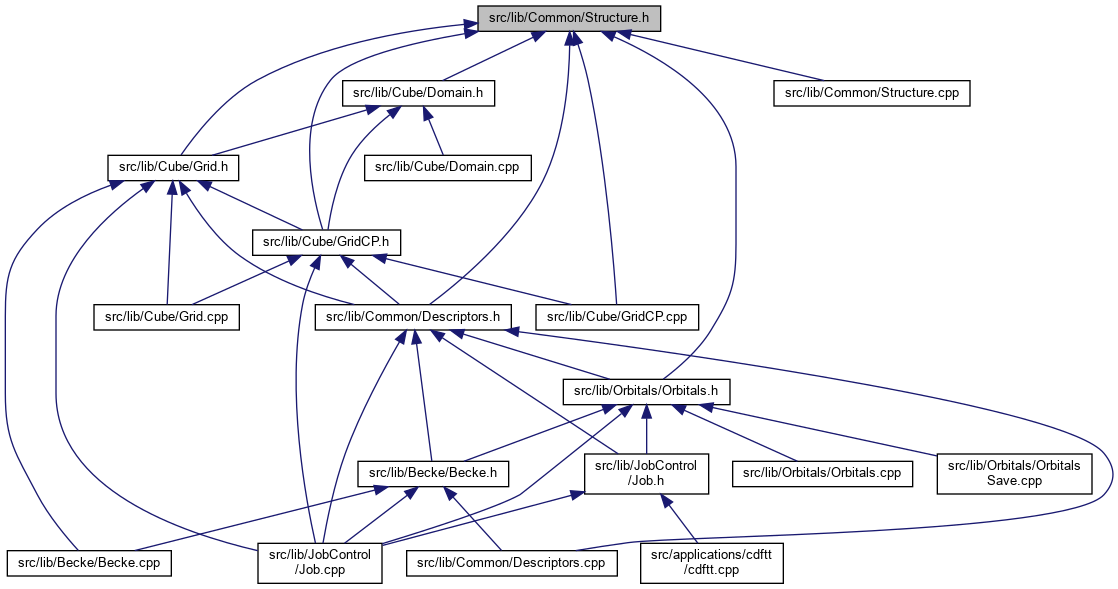 src/lib/Common/Structure.h
src/lib/Cube/Domain.h
src/lib/Common/Structure.cpp
src/lib/Cube/Grid.h
src/lib/Cube/Domain.cpp
src/lib/Cube/GridCP.h
src/lib/Cube/Grid.cpp
src/lib/Common/Descriptors.h
src/lib/Cube/GridCP.cpp
src/lib/Orbitals/Orbitals.h
src/lib/Becke/Becke.h
src/lib/JobControl
/Job.h
src/lib/Orbitals/Orbitals.cpp
src/lib/Orbitals/Orbitals
Save.cpp
src/lib/Becke/Becke.cpp
src/lib/JobControl
/Job.cpp
src/lib/Common/Descriptors.cpp
src/applications/cdftt
/cdftt.cpp